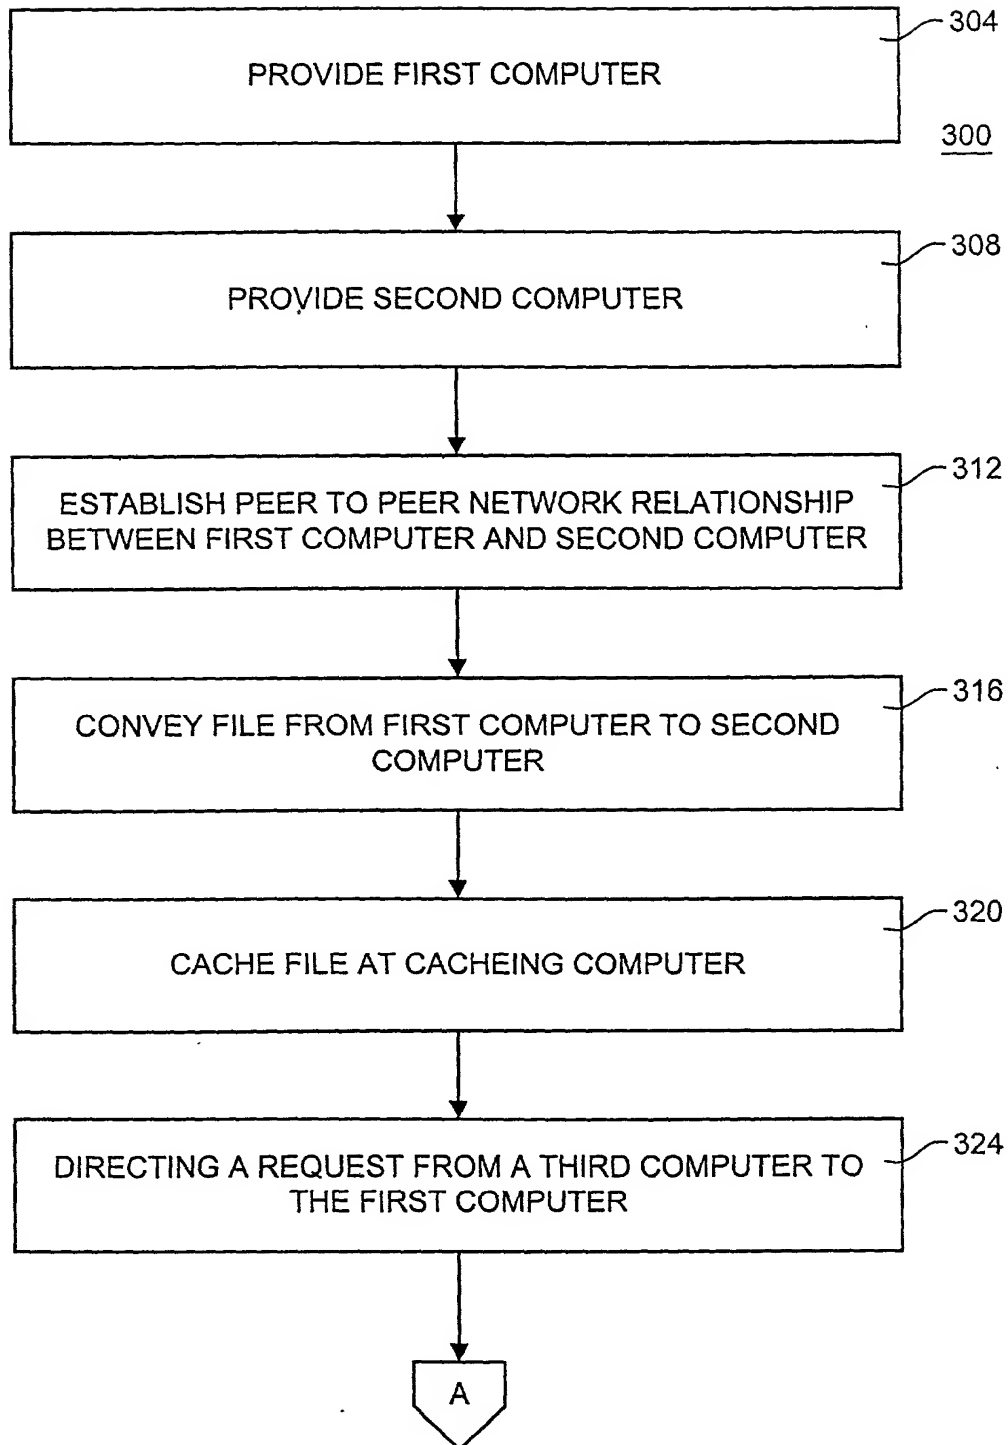 304
PROVIDE FIRST COMPUTER
300
308
PROVIDE SECOND COMPUTER
312
ESTABLISH PEER TO PEER NETWORK RELATIONSHIP
BETWEEN FIRST COMPUTER AND SECOND COMPUTER
316
CONVEY FILE FROM FIRST COMPUTER TO SECOND
COMPUTER
320
CACHE FILE AT CACHEING COMPUTER
324
DIRECTING A REQUEST FROM A THIRD COMPUTER TO
THE FIRST COMPUTER
A